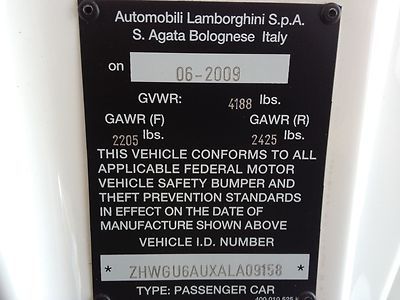 Automobili Lamborghini S.p.A.
S. Agata Bolognese Italy
on 06-2009
GVWR: 4188 lbs.
GAWR (F) GAWR (R)
2205 lbs. 2425 lbs.
THIS VEHICLE CONFORMS TO ALL
APPLICABLE FEDERAL MOTOR
VEHICLE SAFETY BUMPER AND
THEFT PREVENTION STANDARDS
IN EFFECT ON THE DATE OF
MANUFACTURE SHOWN ABOVE
VEHICLE I.D. NUMBER
* ZHWGU6AUXALA09158 *
TYPE: PASSENGER CAR